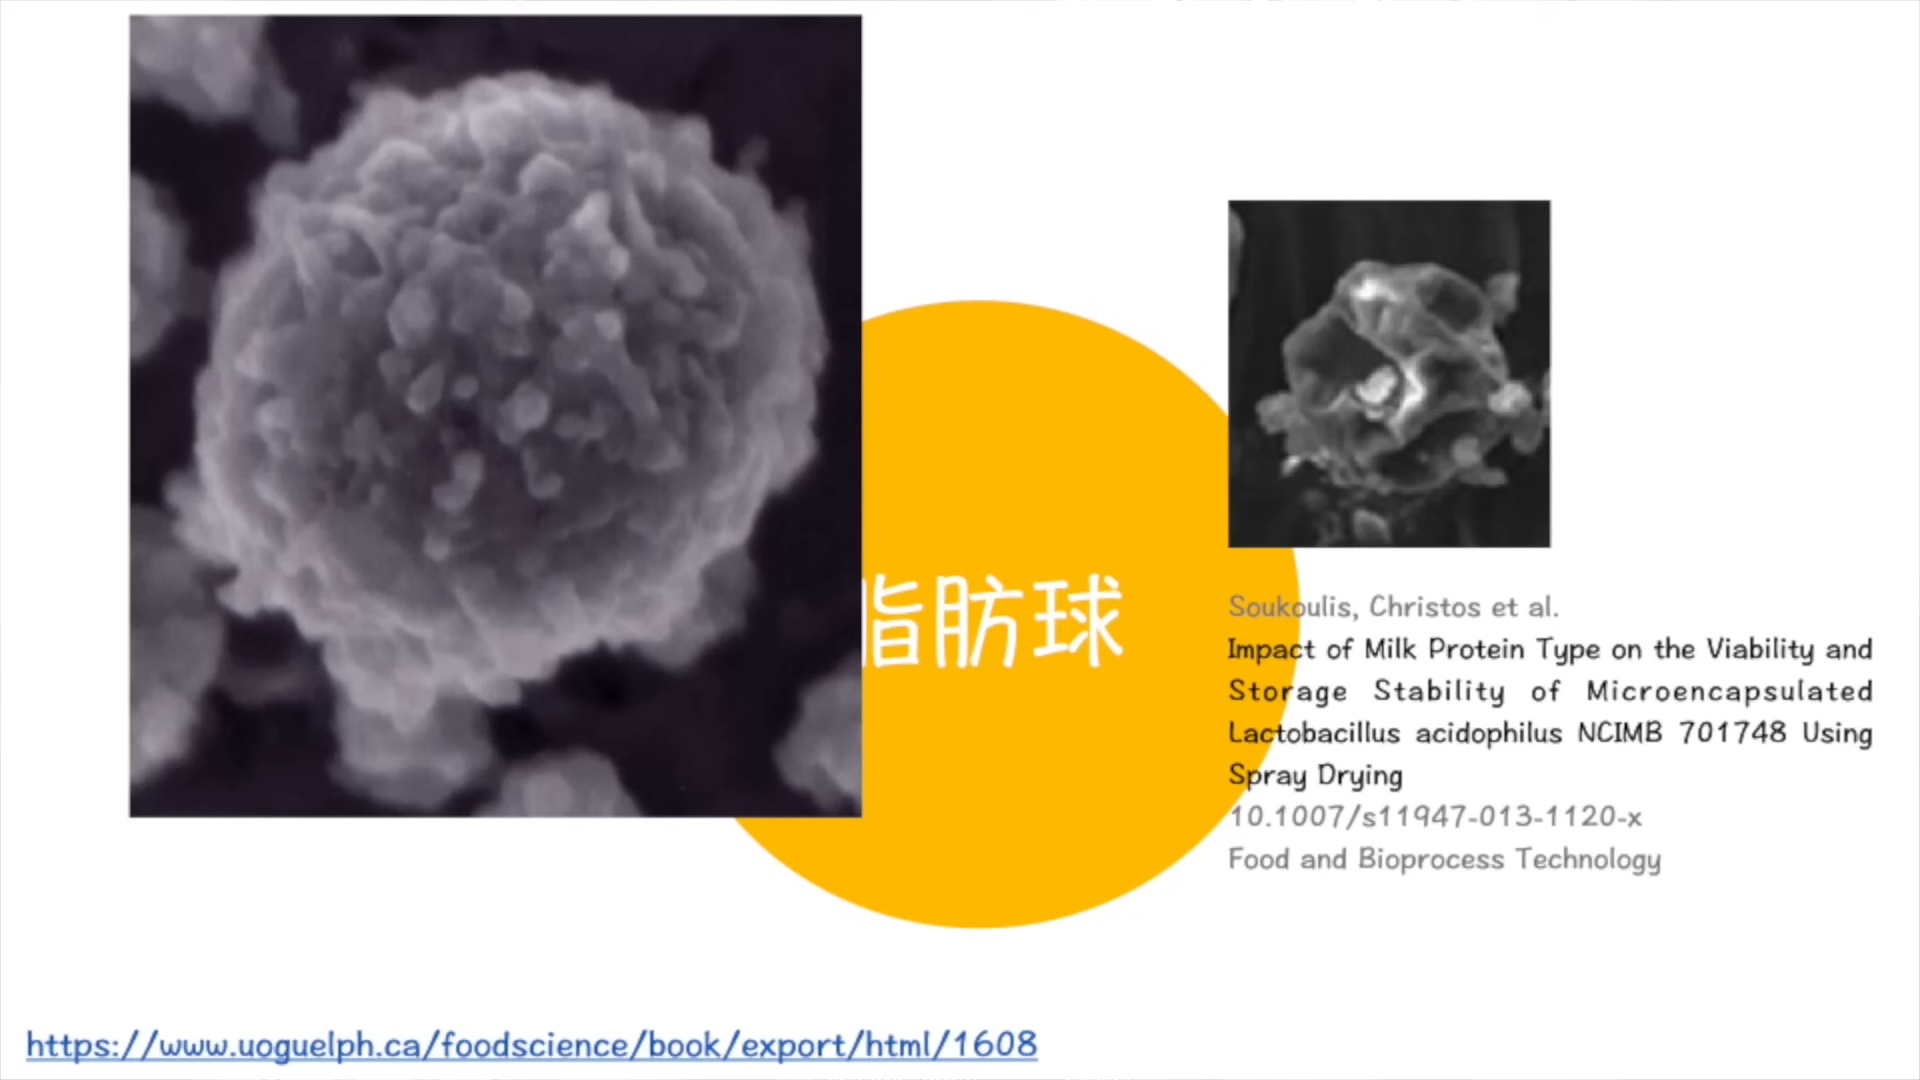 脂肪球
Soukoulis, Christos et al.
Impact of Milk Protein Type on the Viability and
Storage Stability of Microencapsulated
Lactobacillus acidophilus NCIMB 701748 Using
Spray Drying
10.1007/s11947-013-1120-x
Food and Bioprocess Technology
https://www.uoguelph.ca/foodscience/book/export/html/1608